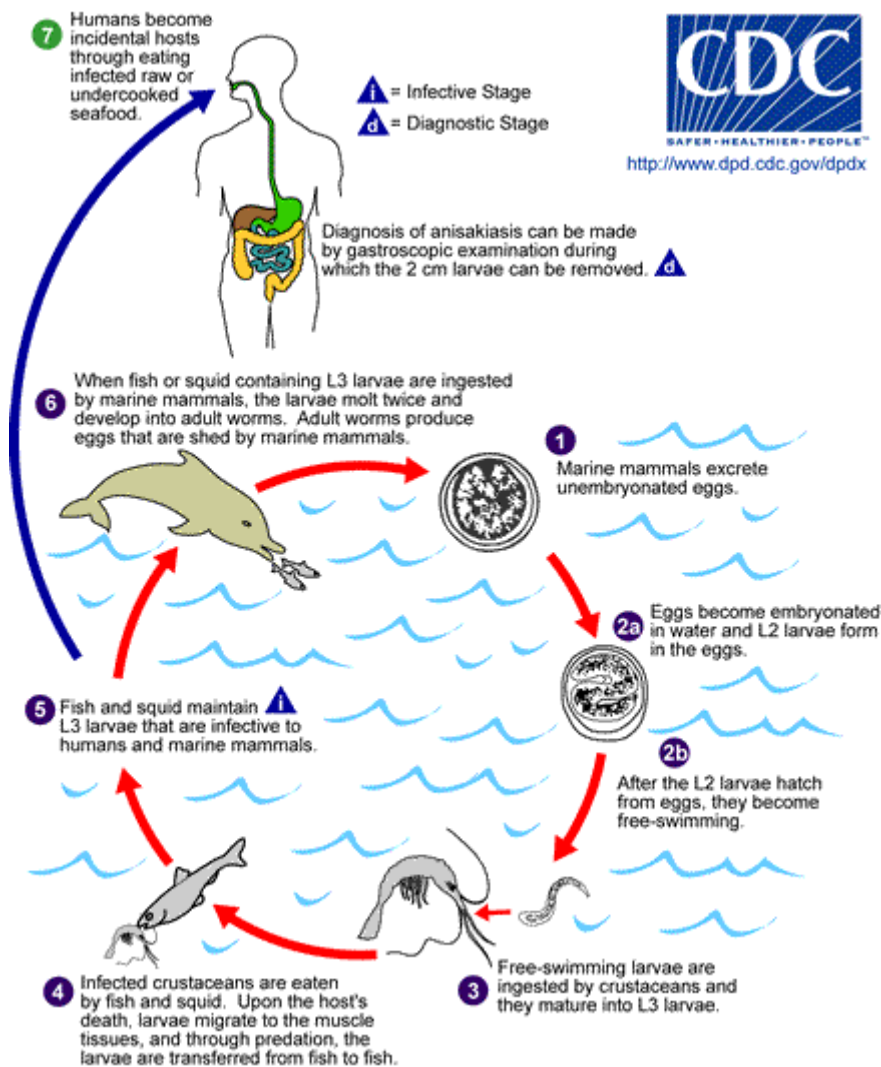 7
Humans become
incidental hosts
through eating
infected raw or
undercooked
seafood.
i = Infective Stage
d = Diagnostic Stage
CDC
SAFER • HEALTHIER • PEOPLE™
http://www.dpd.cdc.gov/dpdx
Diagnosis of anisakiasis can be made
by gastroscopic examination during
which the 2 cm larvae can be removed. d
6
When fish or squid containing L3 larvae are ingested
by marine mammals, the larvae molt twice and
develop into adult worms. Adult worms produce
eggs that are shed by marine mammals.
1
Marine mammals excrete
unembryonated eggs.
2a
Eggs become embryonated
in water and L2 larvae form
in the eggs.
2b
After the L2 larvae hatch
from eggs, they become
free-swimming.
3
Free-swimming larvae are
ingested by crustaceans and
they mature into L3 larvae.
4
Infected crustaceans are eaten
by fish and squid. Upon the host's
death, larvae migrate to the muscle
tissues, and through predation, the
larvae are transferred from fish to fish.
5
Fish and squid maintain i
L3 larvae that are infective to
humans and marine mammals.